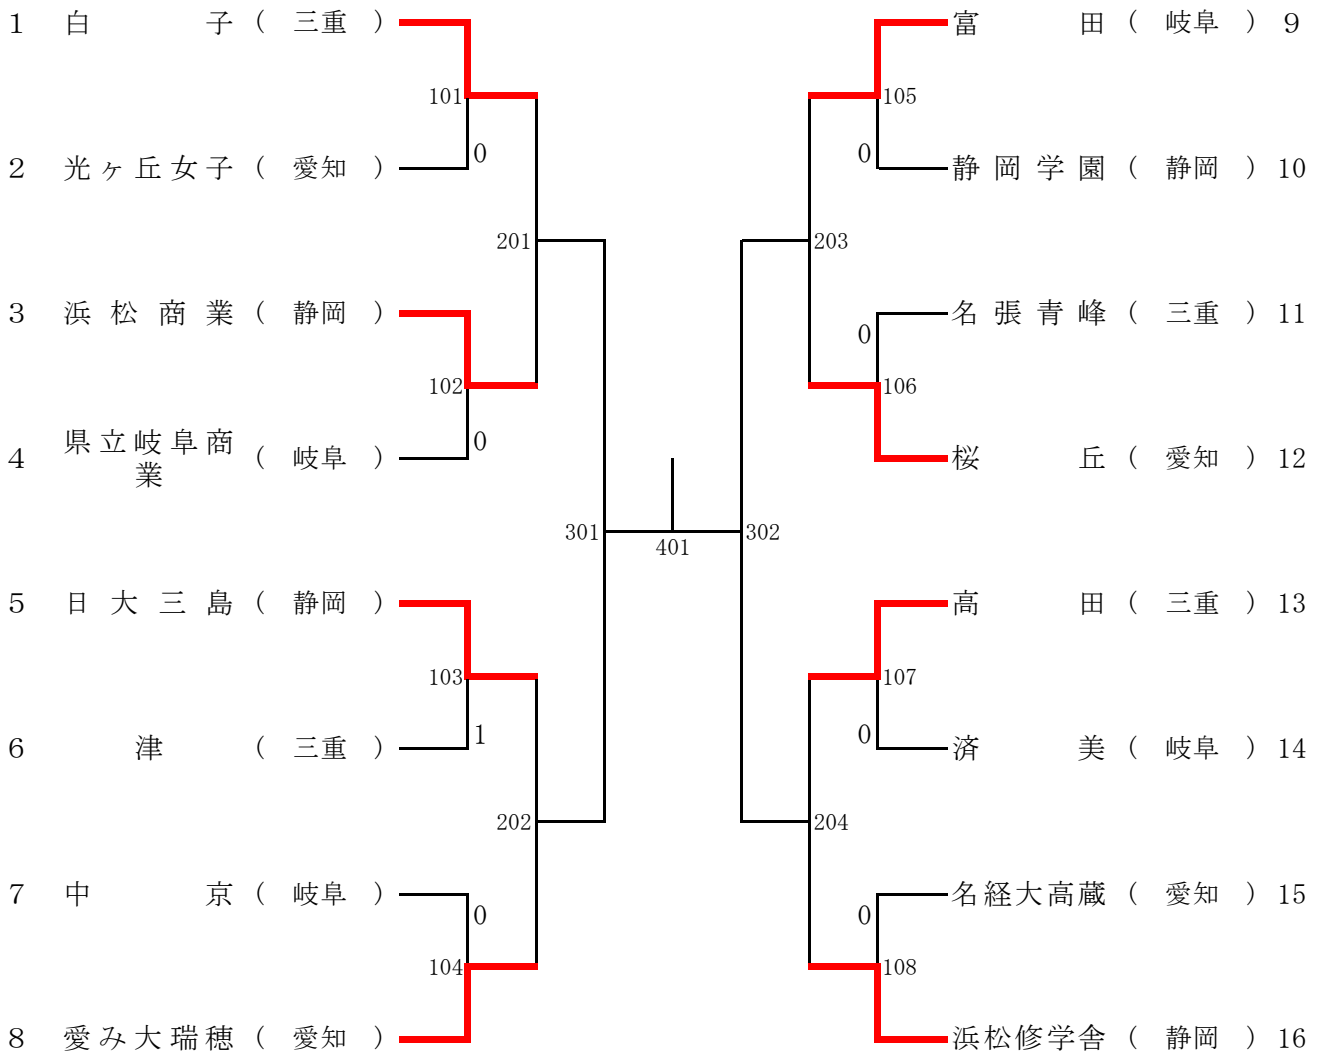 1 白子 ( 三重 )
101
2 光ヶ丘女子 ( 愛知 )
0
201
3 浜松商業 ( 静岡 )
102
4 県立岐阜商業 ( 岐阜 )
0
301
5 日大三島 ( 静岡 )
103
6 津 ( 三重 )
1
202
7 中京 ( 岐阜 )
0
104
8 愛み大瑞穂 ( 愛知 )
401
富田 ( 岐阜 ) 9
105
0
静岡学園 ( 静岡 ) 10
203
名張青峰 ( 三重 ) 11
0
106
桜丘 ( 愛知 ) 12
302
高田 ( 三重 ) 13
107
0
済美 ( 岐阜 ) 14
204
名経大高蔵 ( 愛知 ) 15
0
108
浜松修学舎 ( 静岡 ) 16